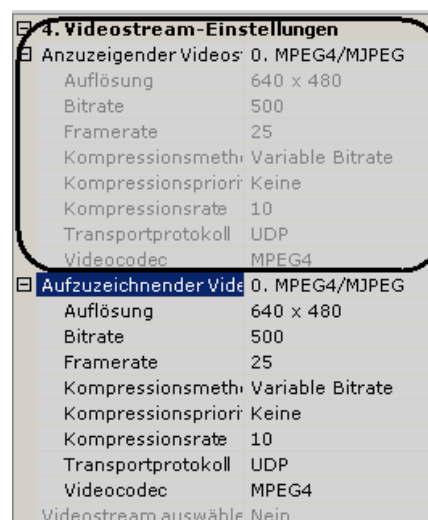 4. Videostream-Einstellungen
Anzuzeigender Videos 0. MPEG4/MJPEG
Auflösung 640 x 480
Bitrate 500
Framerate 25
Kompressionsmeth Variable Bitrate
Kompressionspriori Keine
Kompressionsrate 10
Transportprotokoll UDP
Videocodec MPEG4
Aufzuzeichnender Vide 0. MPEG4/MJPEG
Auflösung 640 x 480
Bitrate 500
Framerate 25
Kompressionsmeth Variable Bitrate
Kompressionspriori Keine
Kompressionsrate 10
Transportprotokoll UDP
Videocodec MPEG4
Videostream auswähle Nein